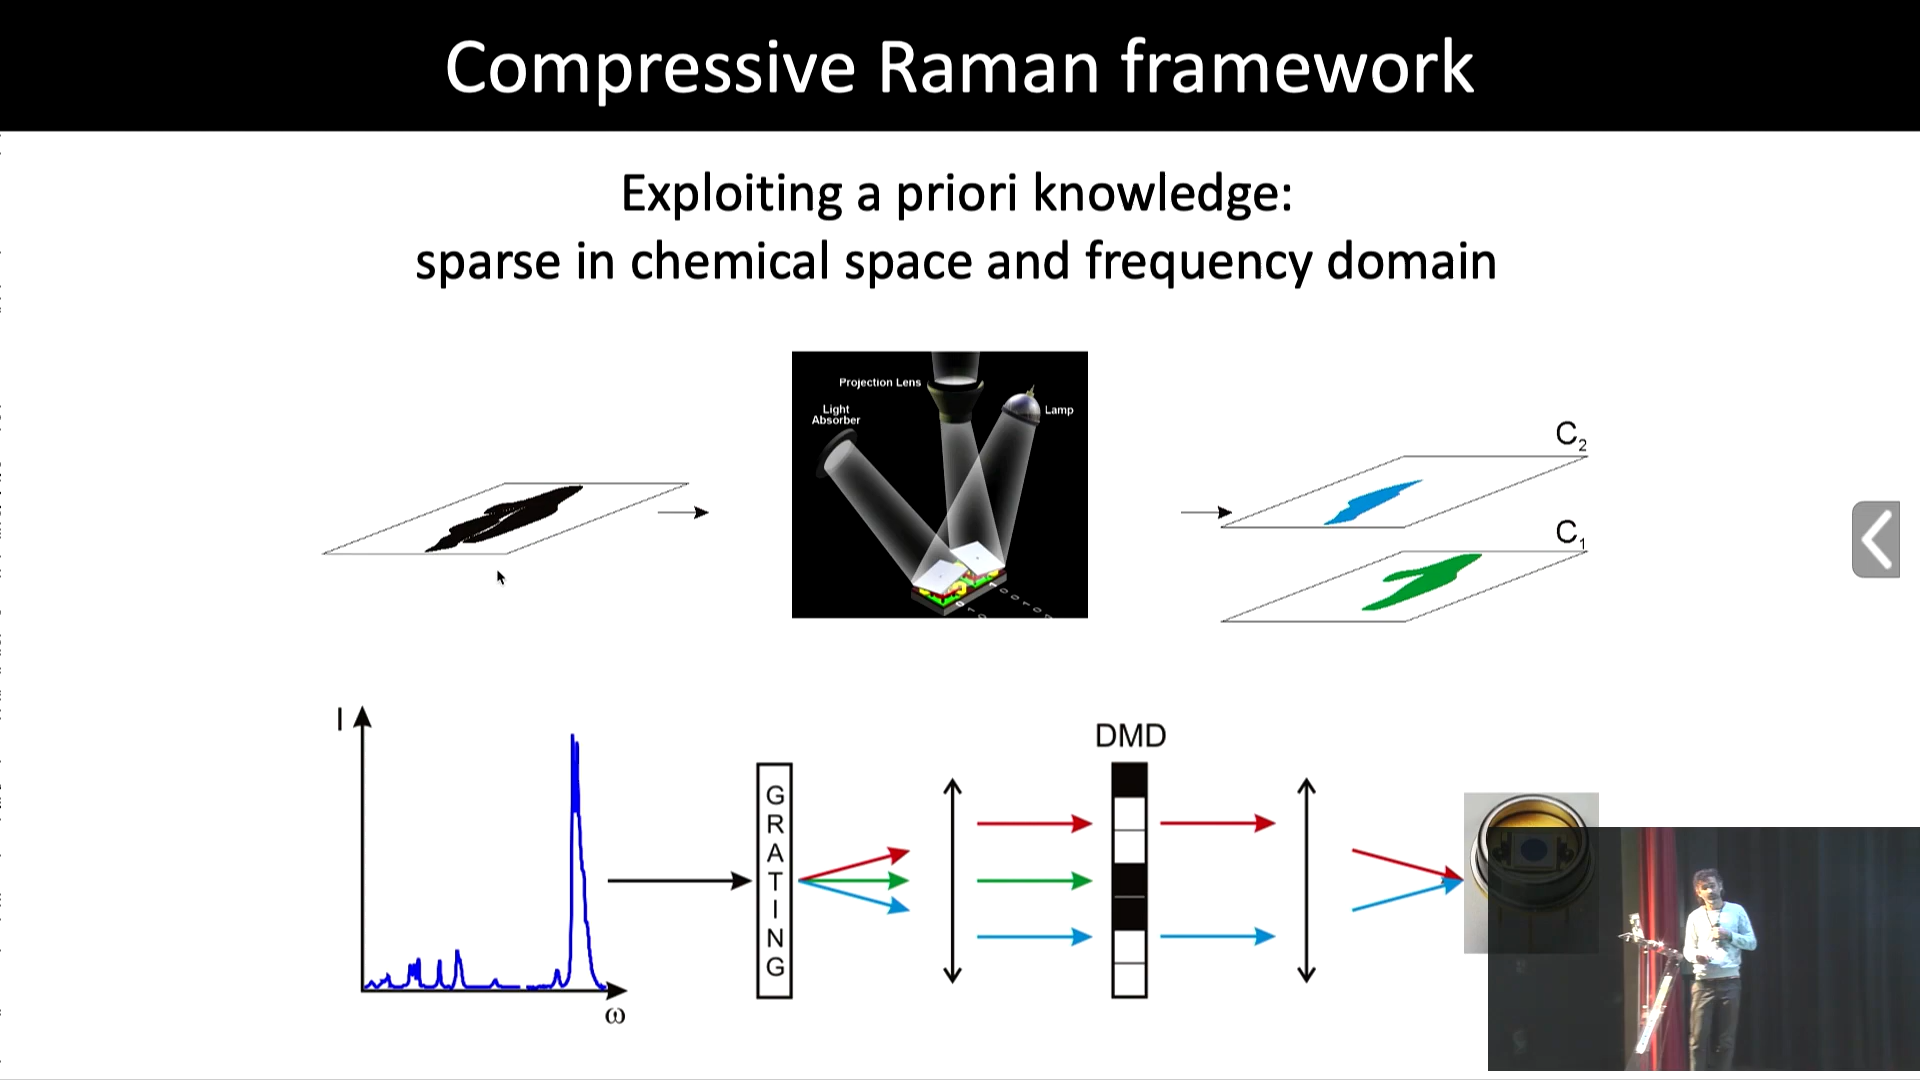 Compressive Raman framework
Exploiting a priori knowledge:
sparse in chemical space and frequency domain
Projection Lens
Light
Absorber
Lamp
C2
C1
I
ω
GRATING
DMD